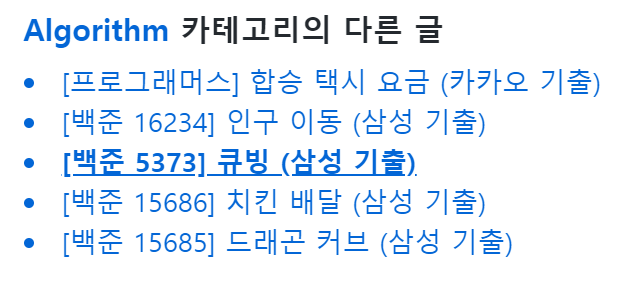 Algorithm 카테고리의 다른 글
[프로그래머스] 합승 택시 요금 (카카오 기출)
[백준 16234] 인구 이동 (삼성 기출)
[백준 5373] 큐빙 (삼성 기출)
[백준 15686] 치킨 배달 (삼성 기출)
[백준 15685] 드래곤 커브 (삼성 기출)